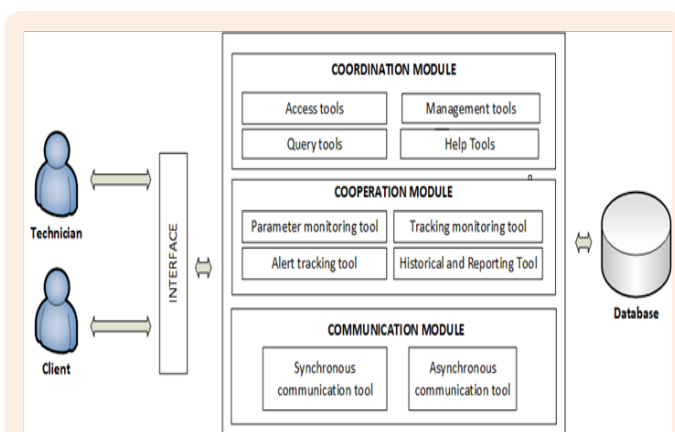 COORDINATION MODULE
Access tools
Management tools
Query tools
Help Tools
COOPERATION MODULE
Parameter monitoring tool
Tracking monitoring tool
Alert tracking tool
Historical and Reporting Tool
COMMUNICATION MODULE
Synchronous
communication tool
Asynchronous
communication tool
Technician
Client
INTERFACE
Database